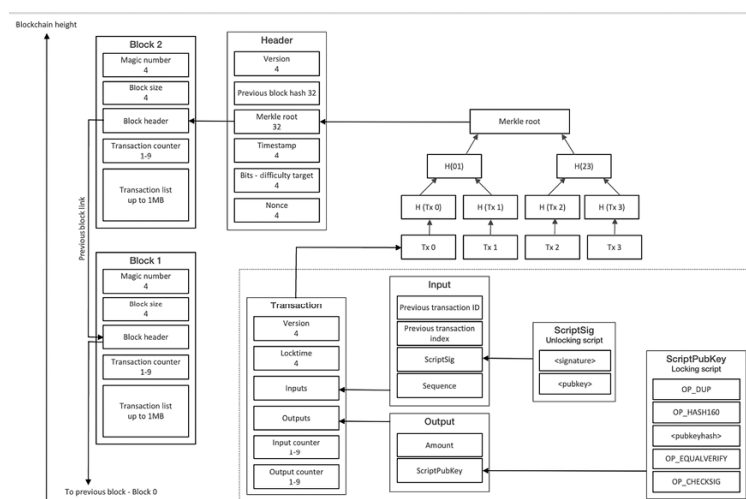 Blockchain height
Block 2
Magic number
4
Block size
4
Block header
Transaction counter
1-9
Transaction list
up to 1MB
Header
Version
4
Previous block hash 32
Merkle root
32
Timestamp
4
Bits - difficulty target
4
Nonce
4
Merkle root
H(01)
H(23)
H (Tx 0)
H (Tx 1)
H (Tx 2)
H (Tx 3)
Tx 0
Tx 1
Tx 2
Tx 3
Previous block link
Block 1
Magic number
4
Block size
4
Block header
Transaction counter
1-9
Transaction list
up to 1MB
To previous block - Block 0
Transaction
Version
4
Locktime
4
Inputs
Outputs
Input counter
1-9
Output counter
1-9
Input
Previous transaction ID
Previous transaction
index
ScriptSig
Sequence
Output
Amount
ScriptPubKey
ScriptSig
Unlocking script
<signature>
<pubkey>
ScriptPubKey
Locking script
OP_DUP
OP_HASH160
<pubkeyhash>
OP_EQUALVERIFY
OP_CHECKSIG